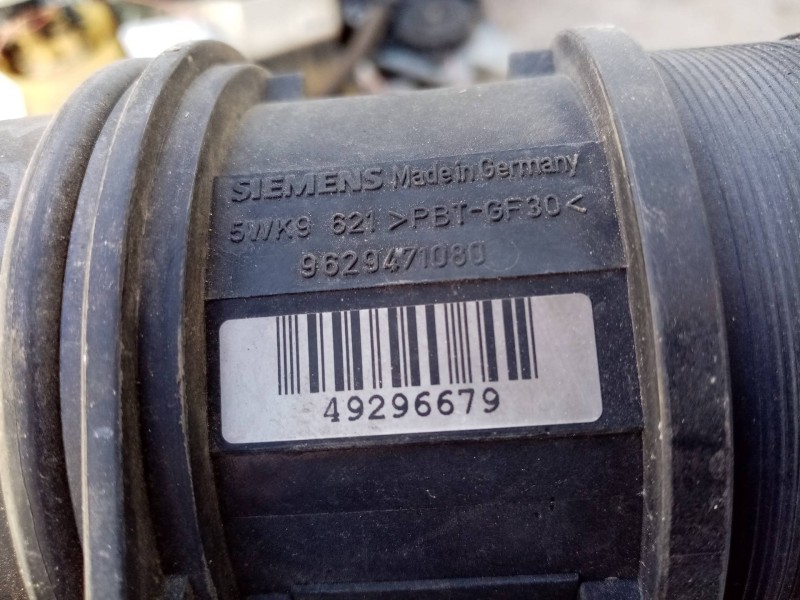 SIEMENS Made in Germany
5WK9 621 >PBT-GF30<
9629471080
49296679